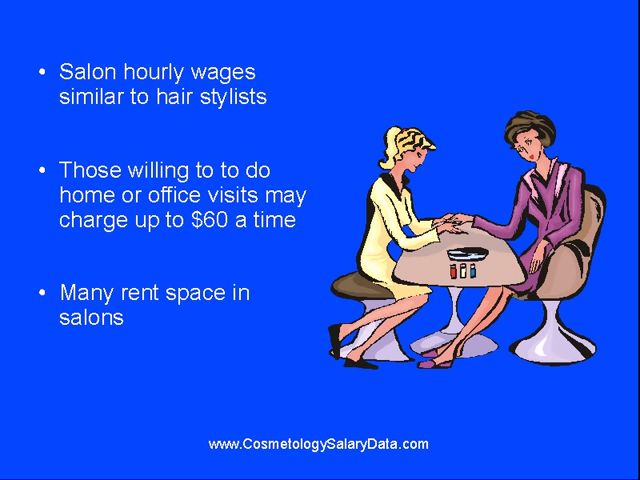 • Salon hourly wages
similar to hair stylists
• Those willing to to do
home or office visits may
charge up to $60 a time
• Many rent space in
salons
www.CosmetologySalaryData.com